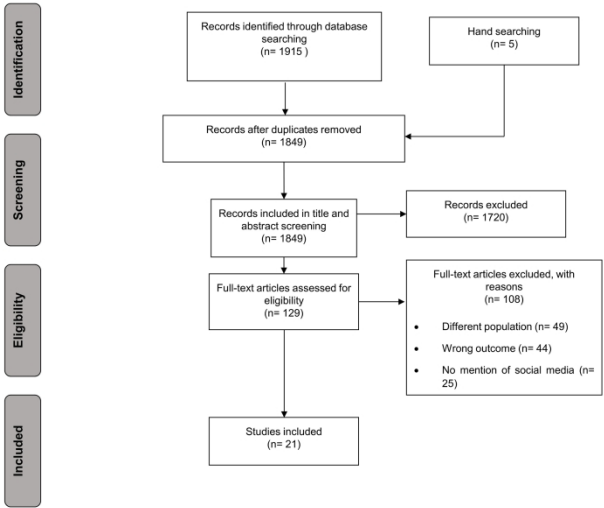 Identification
Records identified through database
searching
(n= 1915 )
Hand searching
(n= 5)
Records after duplicates removed
(n= 1849)
Screening
Records included in title and
abstract screening
(n= 1849)
Records excluded
(n= 1720)
Eligibility
Full-text articles assessed for
eligibility
(n= 129)
Full-text articles excluded, with
reasons
(n= 108)
• Different population (n= 49)
• Wrong outcome (n= 44)
• No mention of social media (n=
25)
Included
Studies included
(n= 21)